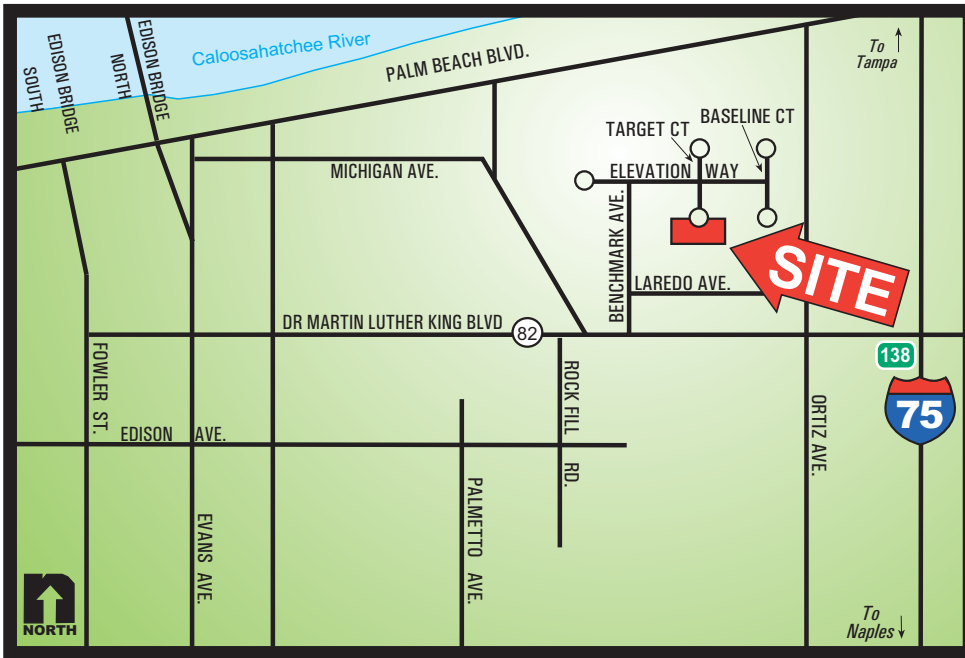 EDISON BRIDGE
SOUTH
EDISON BRIDGE
NORTH
Caloosahatchee River
PALM BEACH BLVD.
To
Tampa
TARGET CT
BASELINE CT
MICHIGAN AVE.
ELEVATION WAY
BENCHMARK AVE.
LAREDO AVE.
SITE
DR MARTIN LUTHER KING BLVD
82
138
75
FOWLER ST.
EDISON AVE.
ROCK FILL RD.
ORTIZ AVE.
EVANS AVE.
PALMETTO AVE.
n
NORTH
To
Naples